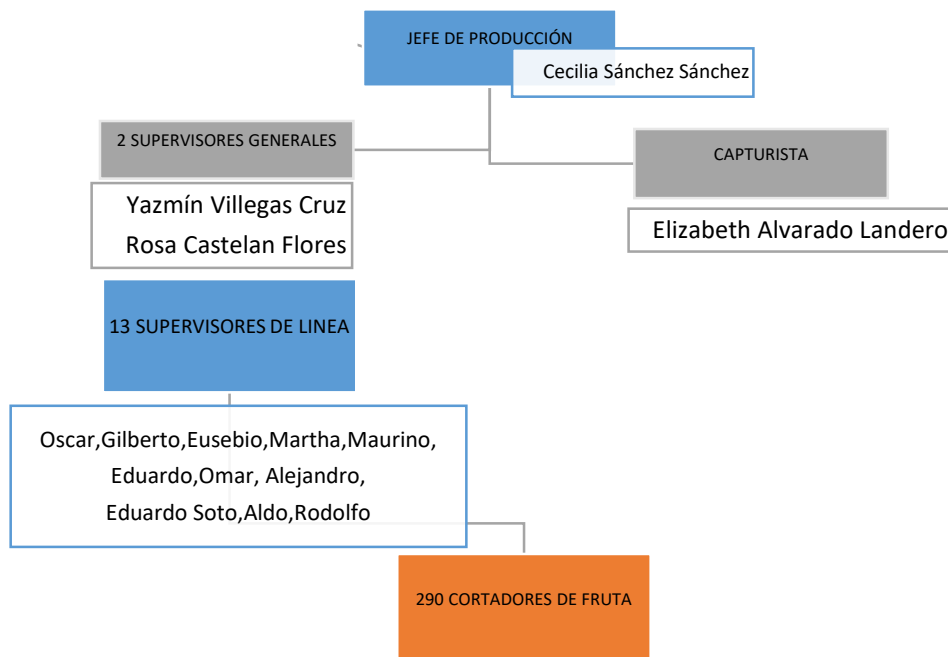 JEFE DE PRODUCCIÓN
Cecilia Sánchez Sánchez
2 SUPERVISORES GENERALES
CAPTURISTA
Yazmín Villegas Cruz
Rosa Castelan Flores
Elizabeth Alvarado Landero
13 SUPERVISORES DE LINEA
Oscar,Gilberto,Eusebio,Martha,Maurino,
Eduardo,Omar, Alejandro,
Eduardo Soto,Aldo,Rodolfo
290 CORTADORES DE FRUTA